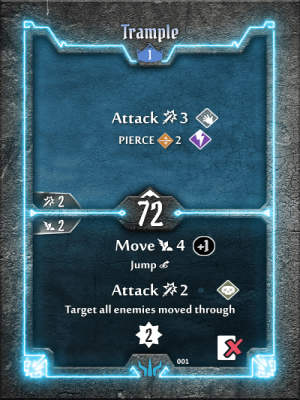 Trample
1
Attack 3
PIERCE 2
2
72
2
Move 4 +1
Jump
Attack 2
Target all enemies moved through
2
001